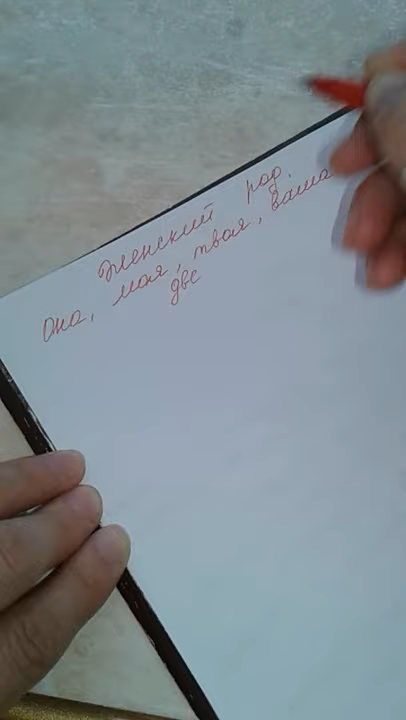 Женский род.
Она, моя, твоя, ваша
две